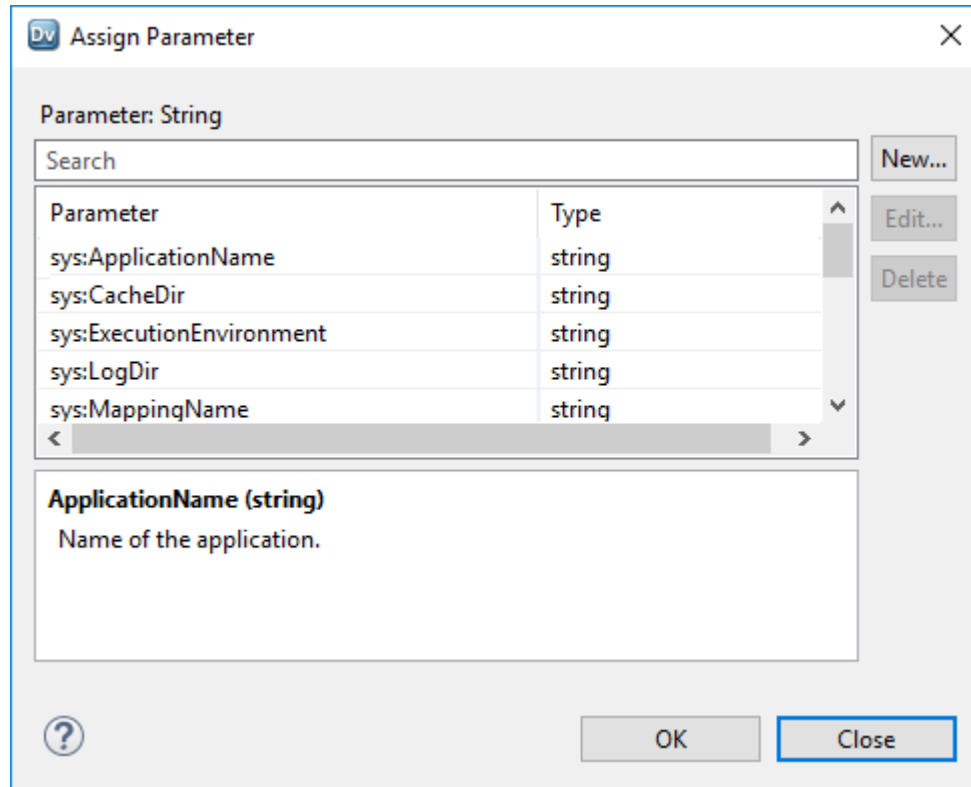 Dv Assign Parameter
Parameter: String
Search
New...
Parameter Type
Edit...
sys:ApplicationName string
Delete
sys:CacheDir string
sys:ExecutionEnvironment string
sys:LogDir string
sys:MappingName string
ApplicationName (string)
Name of the application.
?
OK Close